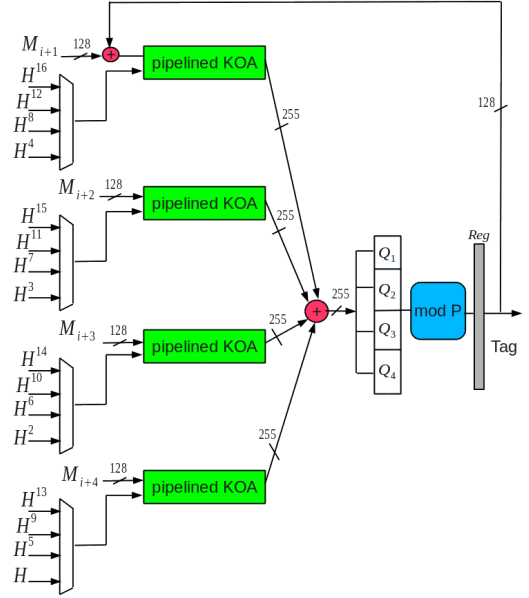 M_{i+1} 128 + pipelined KOA
H^{16}
H^{12}
H^{8}
H^{4}
255
128
M_{i+2} 128 pipelined KOA
H^{15}
H^{11}
H^{7}
H^{3}
255
Reg
+ 255
Q_1
Q_2
Q_3
Q_4
mod P
Tag
M_{i+3} 128 pipelined KOA
255
H^{14}
H^{10}
H^{6}
H^{2}
255
M_{i+4} 128 pipelined KOA
H^{13}
H^{9}
H^{5}
H